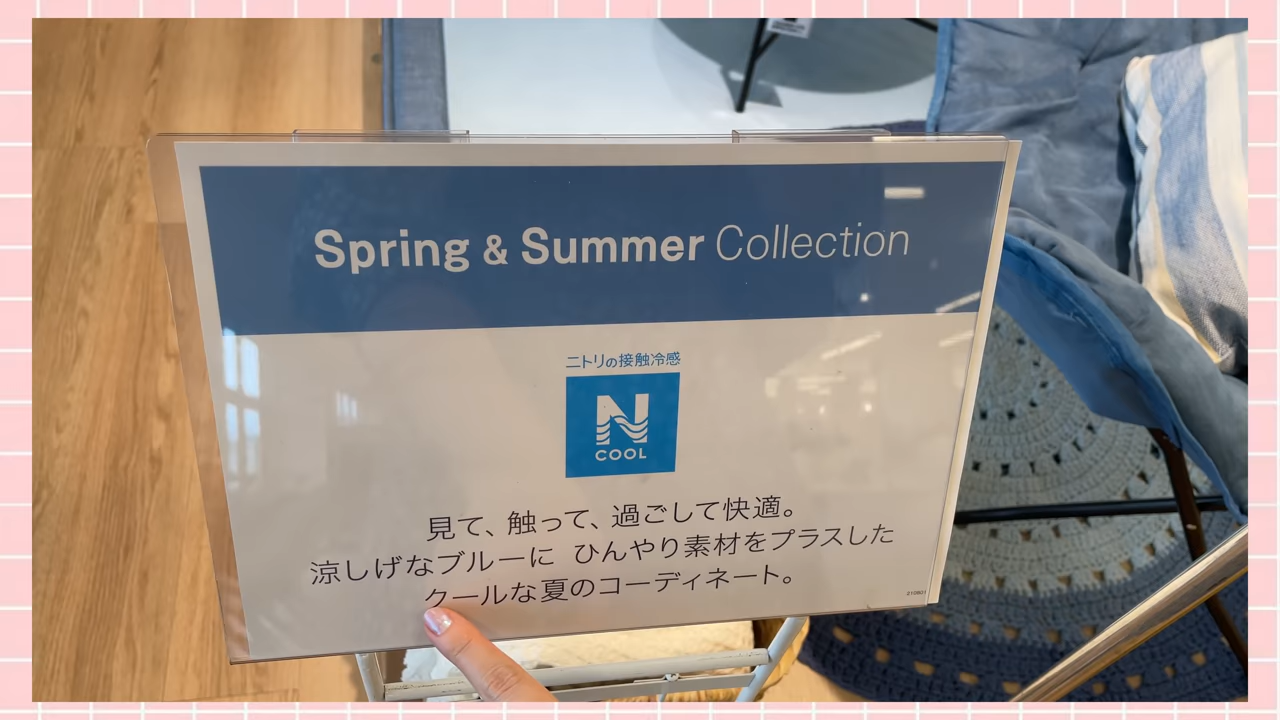 Spring & Summer Collection
ニトリの接触冷感
N
COOL
見て、触って、過ごして快適。
涼しげなブルーに ひんやり素材をプラスした
クールな夏のコーディネート。